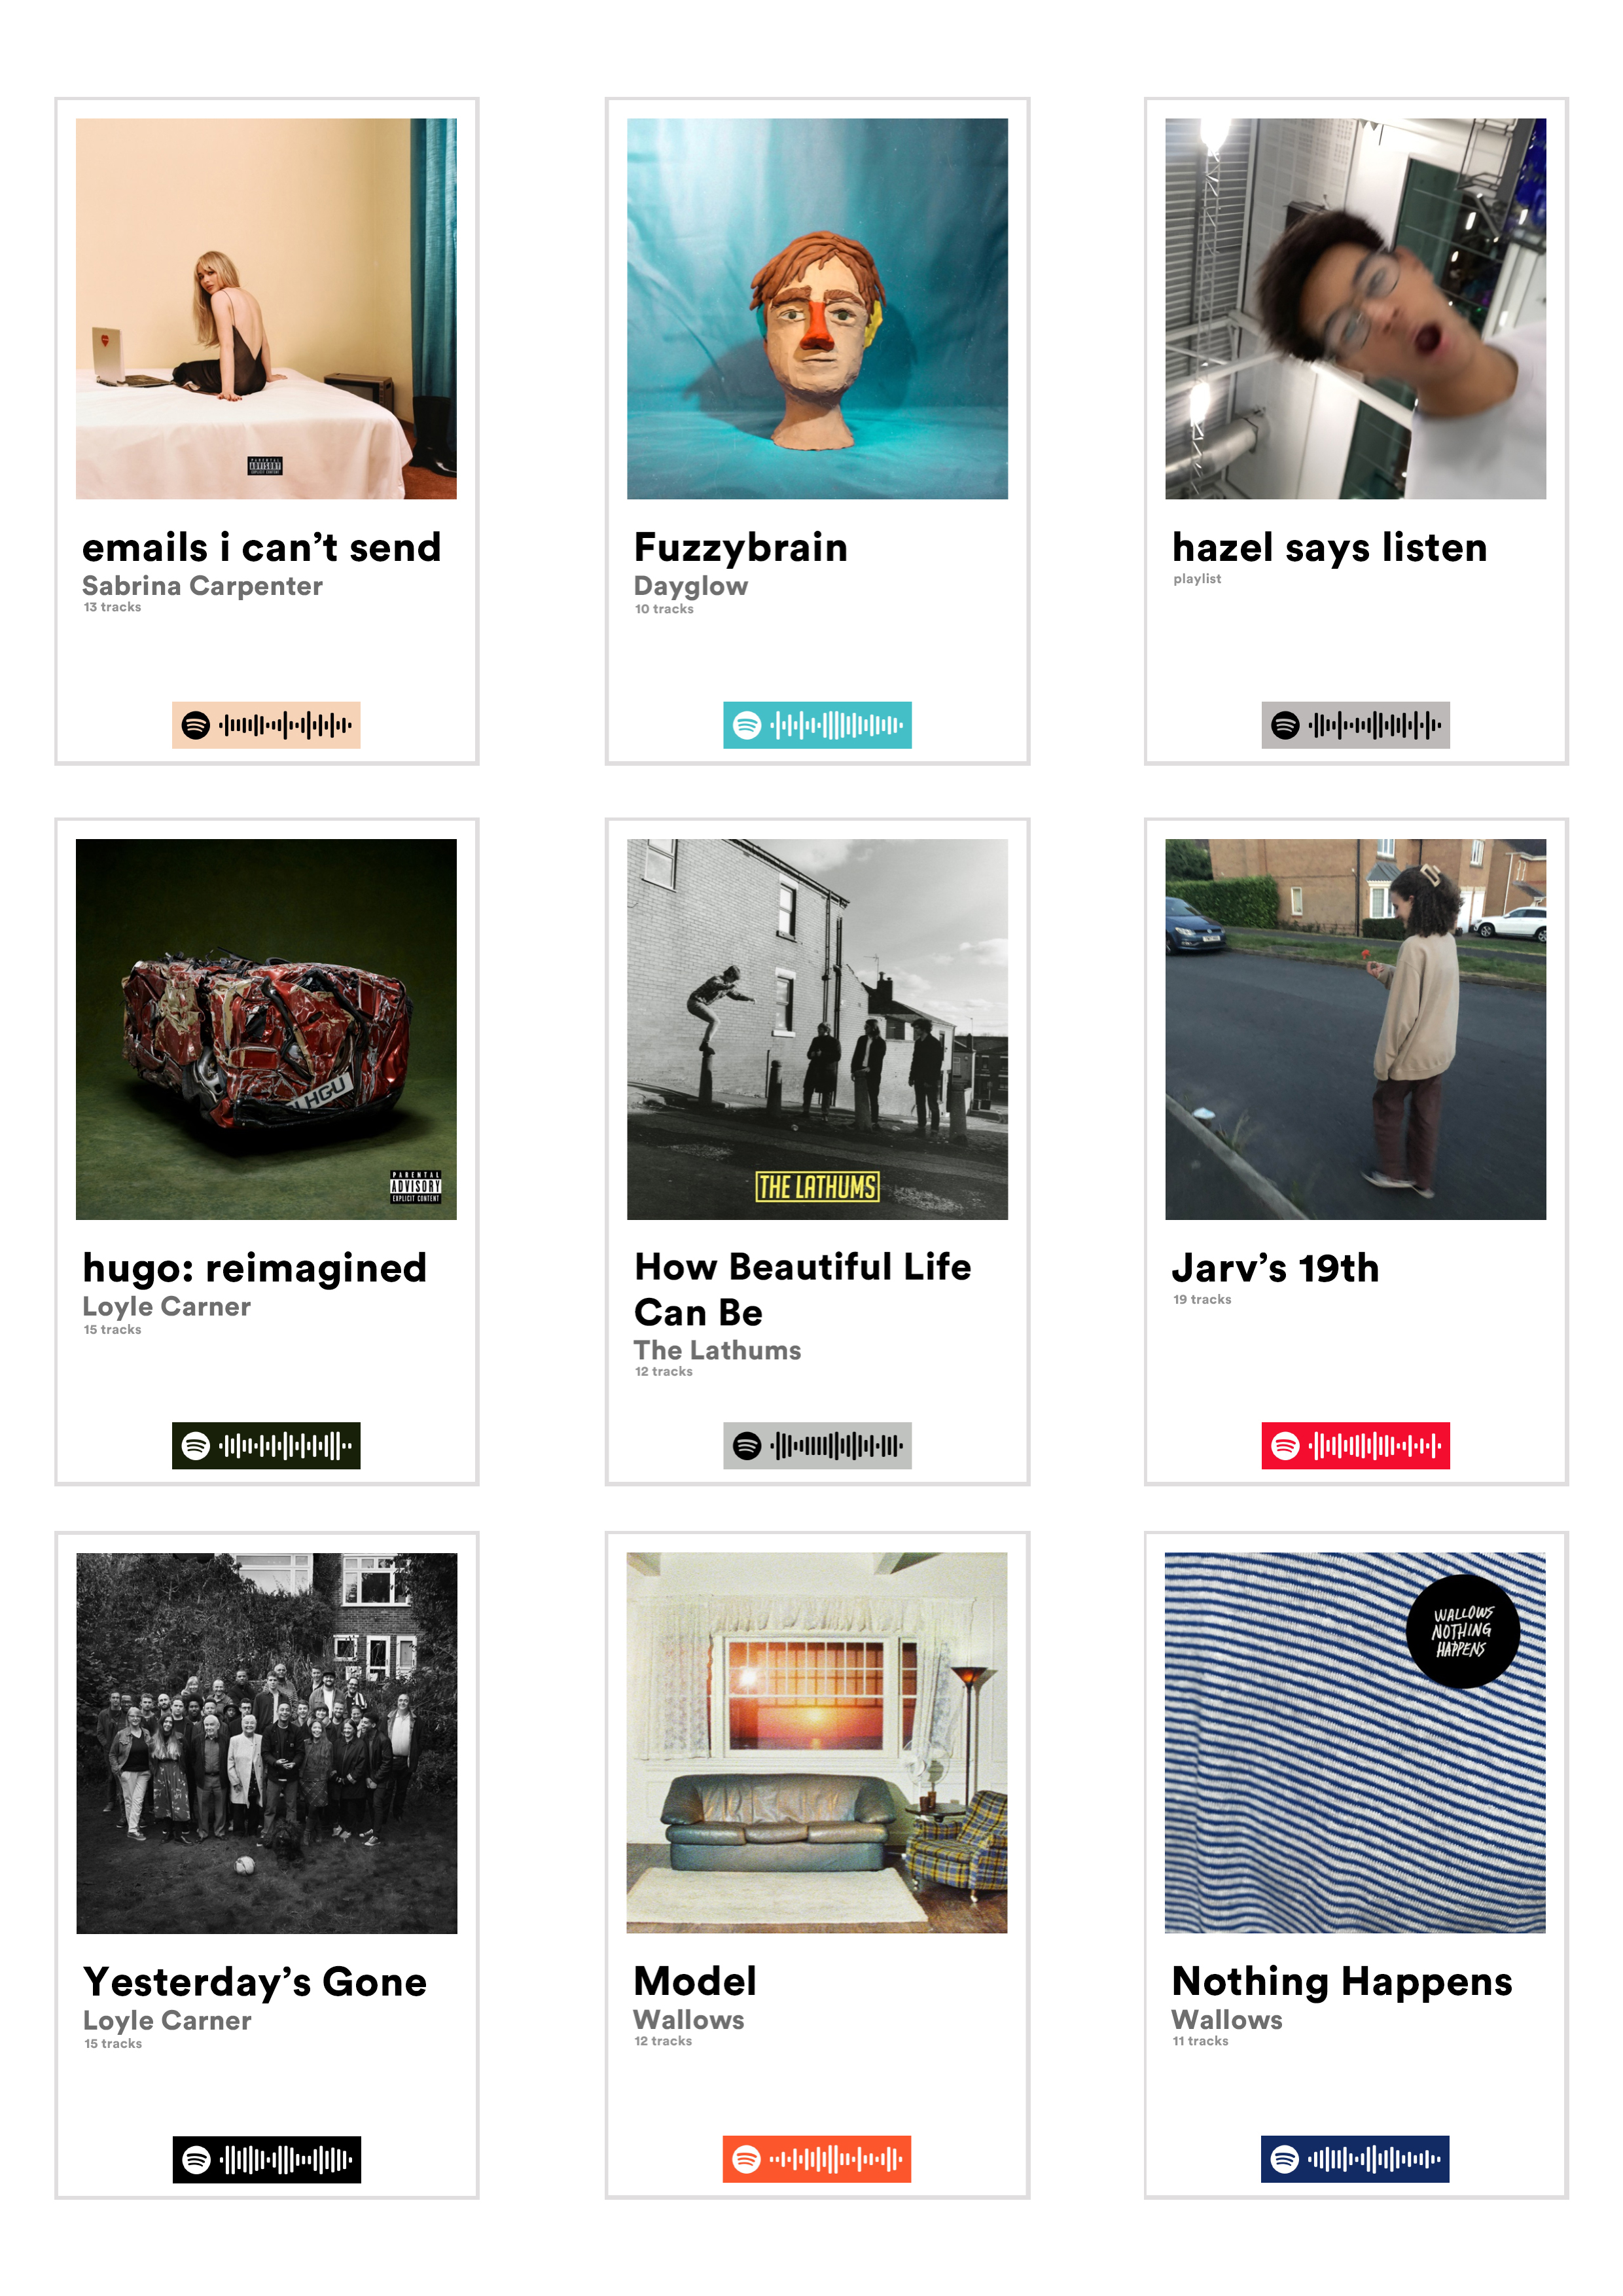 PARENTAL
ADVISORY
EXPLICIT CONTENT
emails i can’t send
Sabrina Carpenter
13 tracks
Fuzzybrain
Dayglow
10 tracks
hazel says listen
playlist
LHGU
PARENTAL
ADVISORY
EXPLICIT CONTENT
hugo: reimagined
Loyle Carner
15 tracks
THE LATHUMS
How Beautiful Life
Can Be
The Lathums
12 tracks
Jarv’s 19th
19 tracks
Yesterday’s Gone
Loyle Carner
15 tracks
Model
Wallows
12 tracks
WALLOWS
NOTHING
HAPPENS
Nothing Happens
Wallows
11 tracks